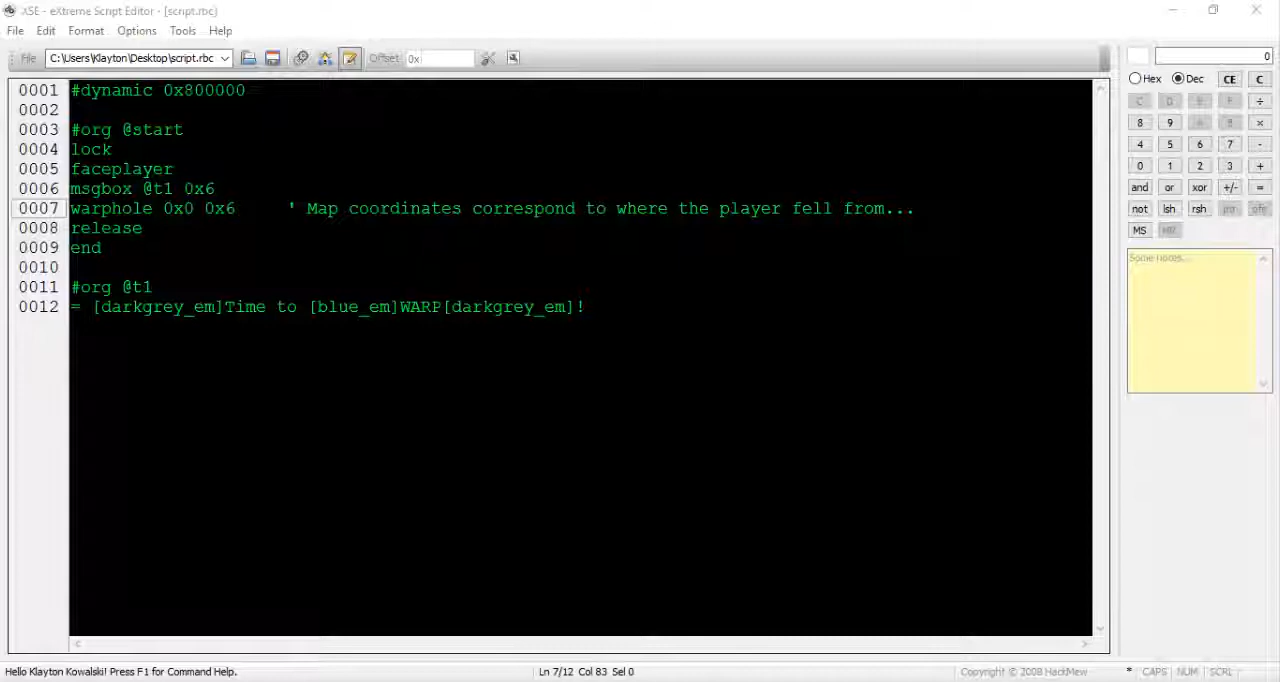 XSE - eXtreme Script Editor - [script.rbc]
File Edit Format Options Tools Help
File C:\Users\Klayton\Desktop\script.rbc Offset: 0x
0
Hex Dec CE C
C D E F ÷
8 9 A B ×
4 5 6 7 -
0 1 2 3 +
and or xor +/- =
not lsh rsh ptr ofs
MS MR
Some notes...
0001 #dynamic 0x800000
0002
0003 #org @start
0004 lock
0005 faceplayer
0006 msgbox @t1 0x6
0007 warphole 0x0 0x6 ' Map coordinates correspond to where the player fell from...
0008 release
0009 end
0010
0011 #org @t1
0012 = [darkgrey_em]Time to [blue_em]WARP[darkgrey_em]!
Hello Klayton Kowalski! Press F1 for Command Help. Ln 7/12 Col 83 Sel 0 Copyright © 2008 HackMew * CAPS NUM SCRL